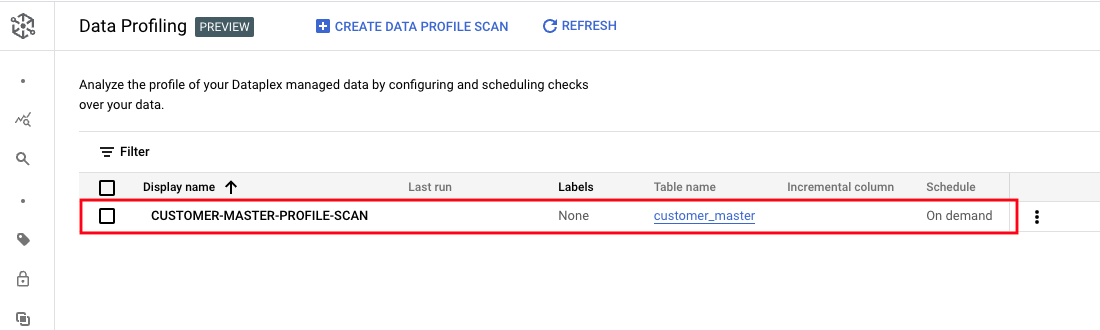 Data Profiling PREVIEW CREATE DATA PROFILE SCAN REFRESH
Analyze the profile of your Dataplex managed data by configuring and scheduling checks
over your data.
Filter
Display name Last run Labels Table name Incremental column Schedule
CUSTOMER-MASTER-PROFILE-SCAN None customer_master On demand